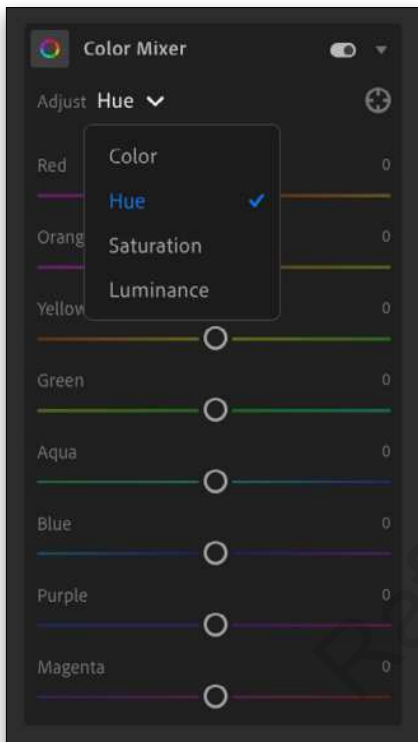 Color Mixer
Adjust Hue
Color
Red 0
Hue
Orang 0
Saturation
Luminance
Yellow 0
Green 0
Aqua 0
Blue 0
Purple 0
Magenta 0